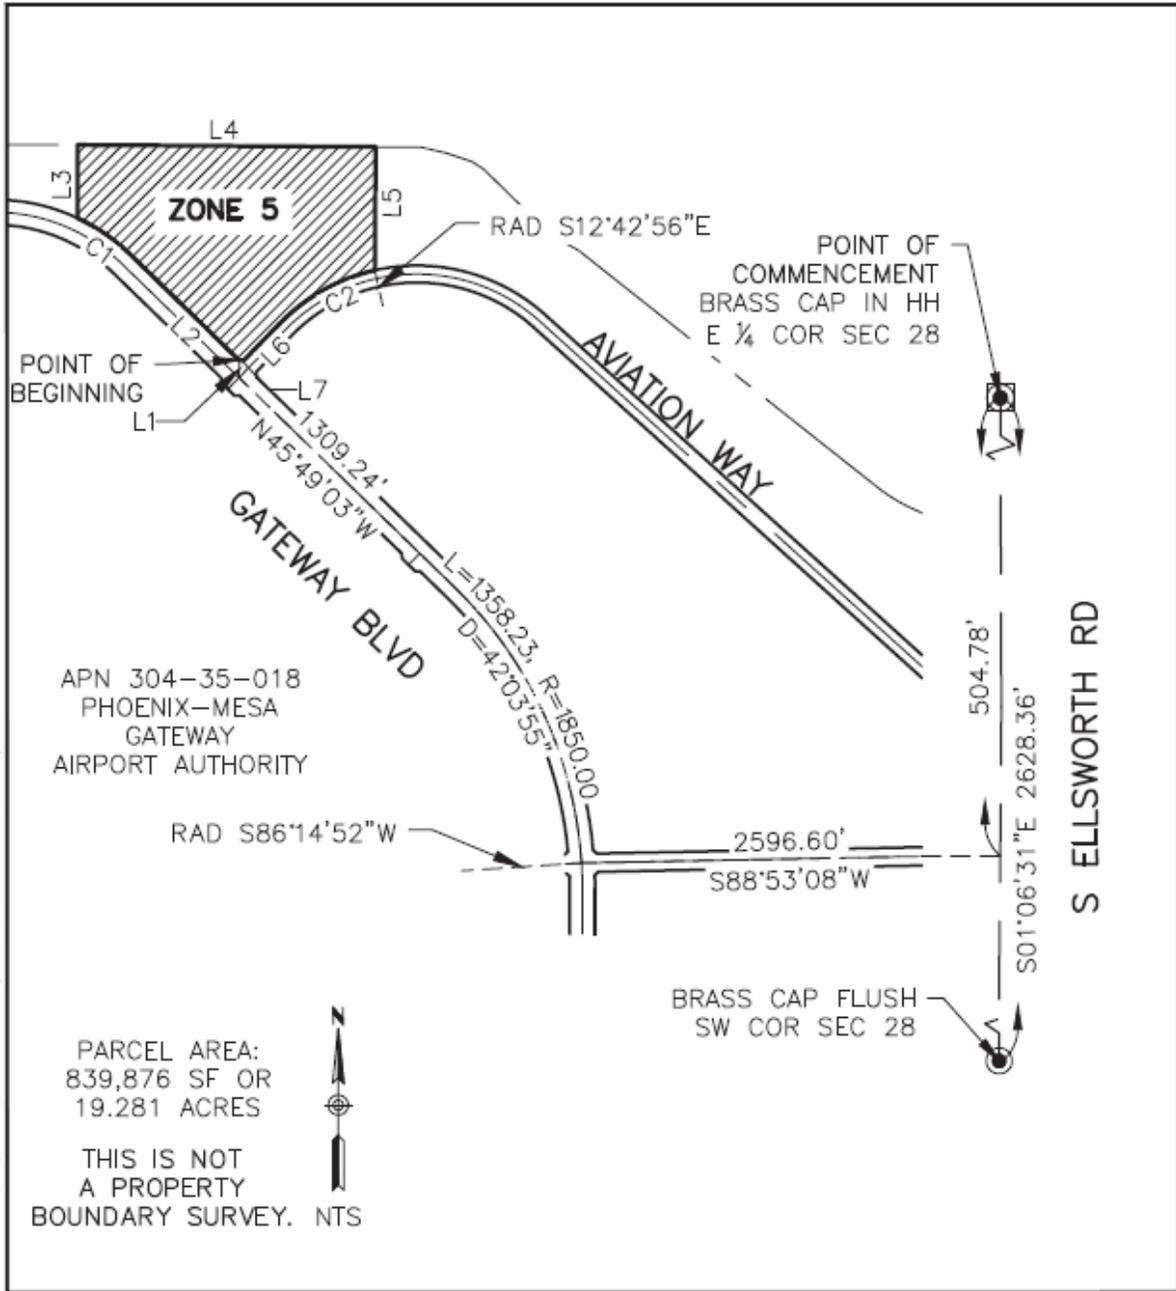 L4
L3
ZONE 5
L5
RAD S12°42'56"E
C1
C2
L2
L6
POINT OF
COMMENCEMENT
BRASS CAP IN HH
E ¼ COR SEC 28
POINT OF
BEGINNING
L1
L7
AVIATION WAY
1309.24'
N45°49'03"W
GATEWAY BLVD
L=1358.23, R=1850.00
D=42°03'55"
504.78'
S01°06'31"E 2628.36'
S ELLSWORTH RD
APN 304-35-018
PHOENIX-MESA
GATEWAY
AIRPORT AUTHORITY
RAD S86°14'52"W
2596.60'
S88°53'08"W
BRASS CAP FLUSH
SW COR SEC 28
N
PARCEL AREA:
839,876 SF OR
19.281 ACRES
THIS IS NOT
A PROPERTY
BOUNDARY SURVEY.
NTS